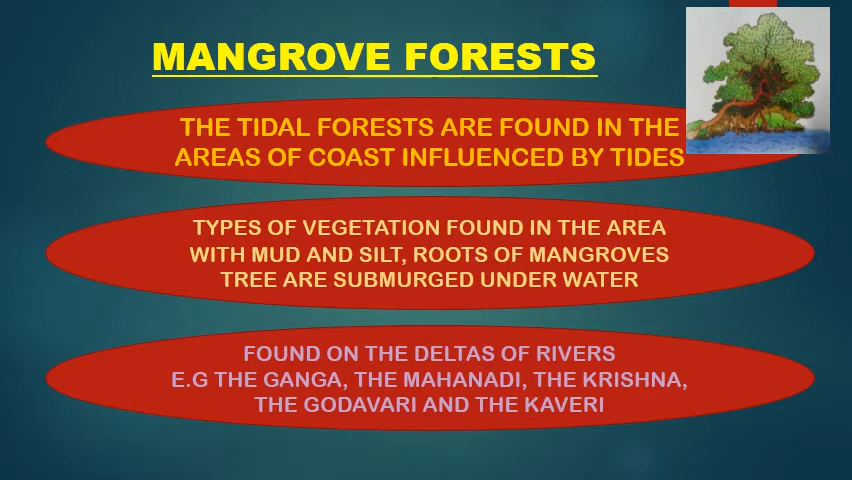 MANGROVE FORESTS
THE TIDAL FORESTS ARE FOUND IN THE
AREAS OF COAST INFLUENCED BY TIDES
TYPES OF VEGETATION FOUND IN THE AREA
WITH MUD AND SILT, ROOTS OF MANGROVES
TREE ARE SUBMURGED UNDER WATER
FOUND ON THE DELTAS OF RIVERS
E.G THE GANGA, THE MAHANADI, THE KRISHNA,
THE GODAVARI AND THE KAVERI